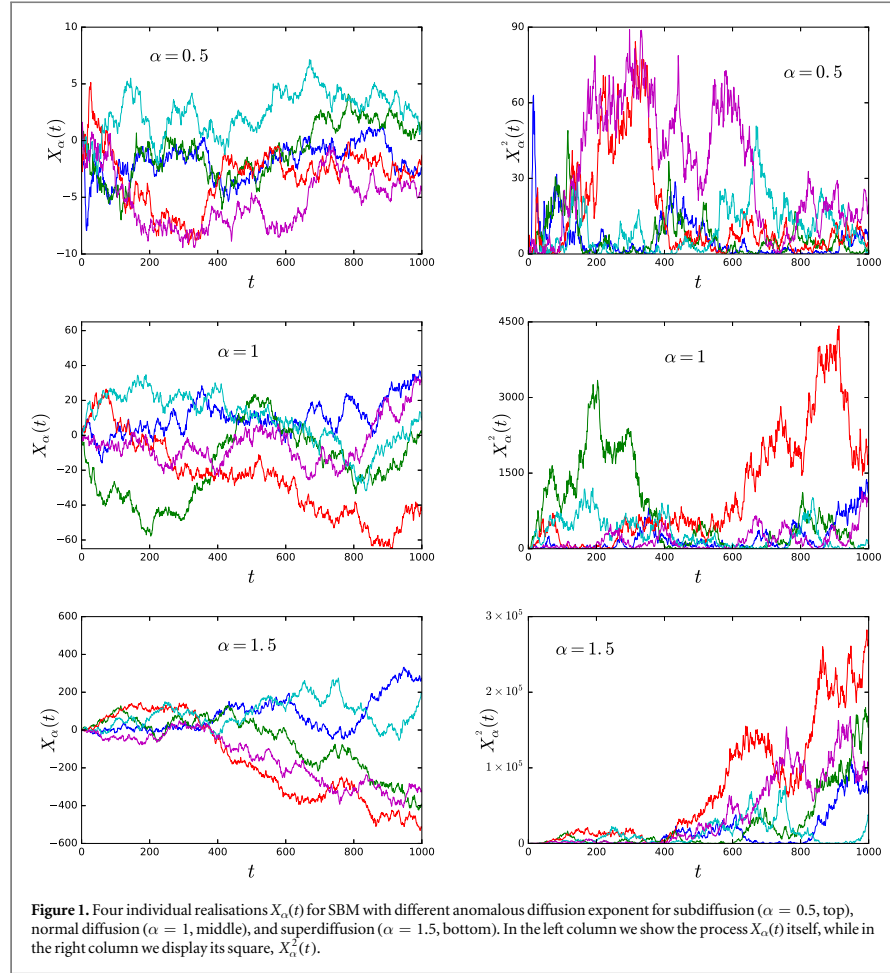 10
5
0
−5
−10
0 200 400 600 800 1000
α = 0.5
X_α(t)
t
90
60
30
0
0 200 400 600 800 1000
α = 0.5
X_α^2(t)
t
60
40
20
0
−20
−40
−60
0 200 400 600 800 1000
α = 1
X_α(t)
t
4500
3000
1500
0
0 200 400 600 800 1000
α = 1
X_α^2(t)
t
600
400
200
0
−200
−400
−600
0 200 400 600 800 1000
α = 1.5
X_α(t)
t
3 × 10^5
2 × 10^5
1 × 10^5
0
0 200 400 600 800 1000
α = 1.5
X_α^2(t)
t
Figure 1. Four individual realisations X_α(t) for SBM with different anomalous diffusion exponent for subdiffusion (α = 0.5, top),
normal diffusion (α = 1, middle), and superdiffusion (α = 1.5, bottom). In the left column we show the process X_α(t) itself, while in
the right column we display its square, X_α^2(t).